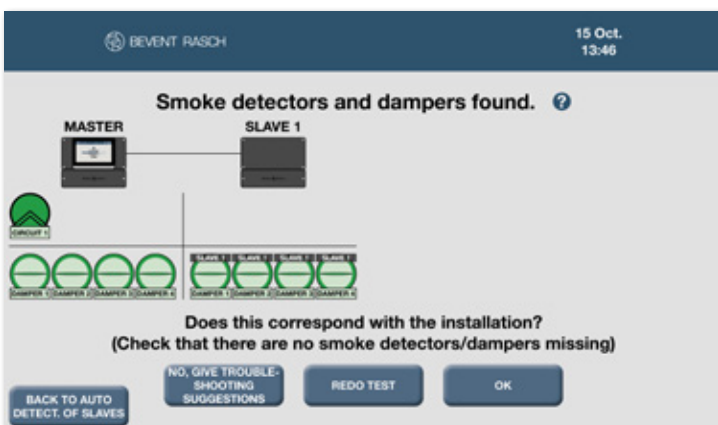 BEVENT RASCH
15 Oct.
13:46
Smoke detectors and dampers found. ?
MASTER
SLAVE 1
CIRCUIT 1
SLAVE 1 SLAVE 1 SLAVE 1 SLAVE 1
DAMPER 1 DAMPER 2 DAMPER 3 DAMPER 4 DAMPER 1 DAMPER 2 DAMPER 3 DAMPER 4
Does this correspond with the installation?
(Check that there are no smoke detectors/dampers missing)
BACK TO AUTO
DETECT. OF SLAVES
NO, GIVE TROUBLE-
SHOOTING
SUGGESTIONS
REDO TEST
OK